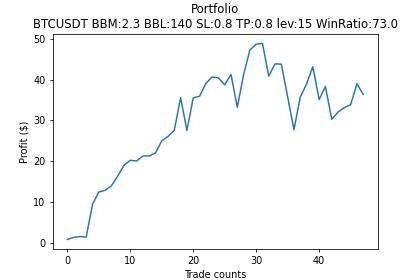 Portfolio
BTCUSDT BBM:2.3 BBL:140 SL:0.8 TP:0.8 lev:15 WinRatio:73.0
50
40
30
20
10
0
Profit ($)
0 10 20 30 40
Trade counts